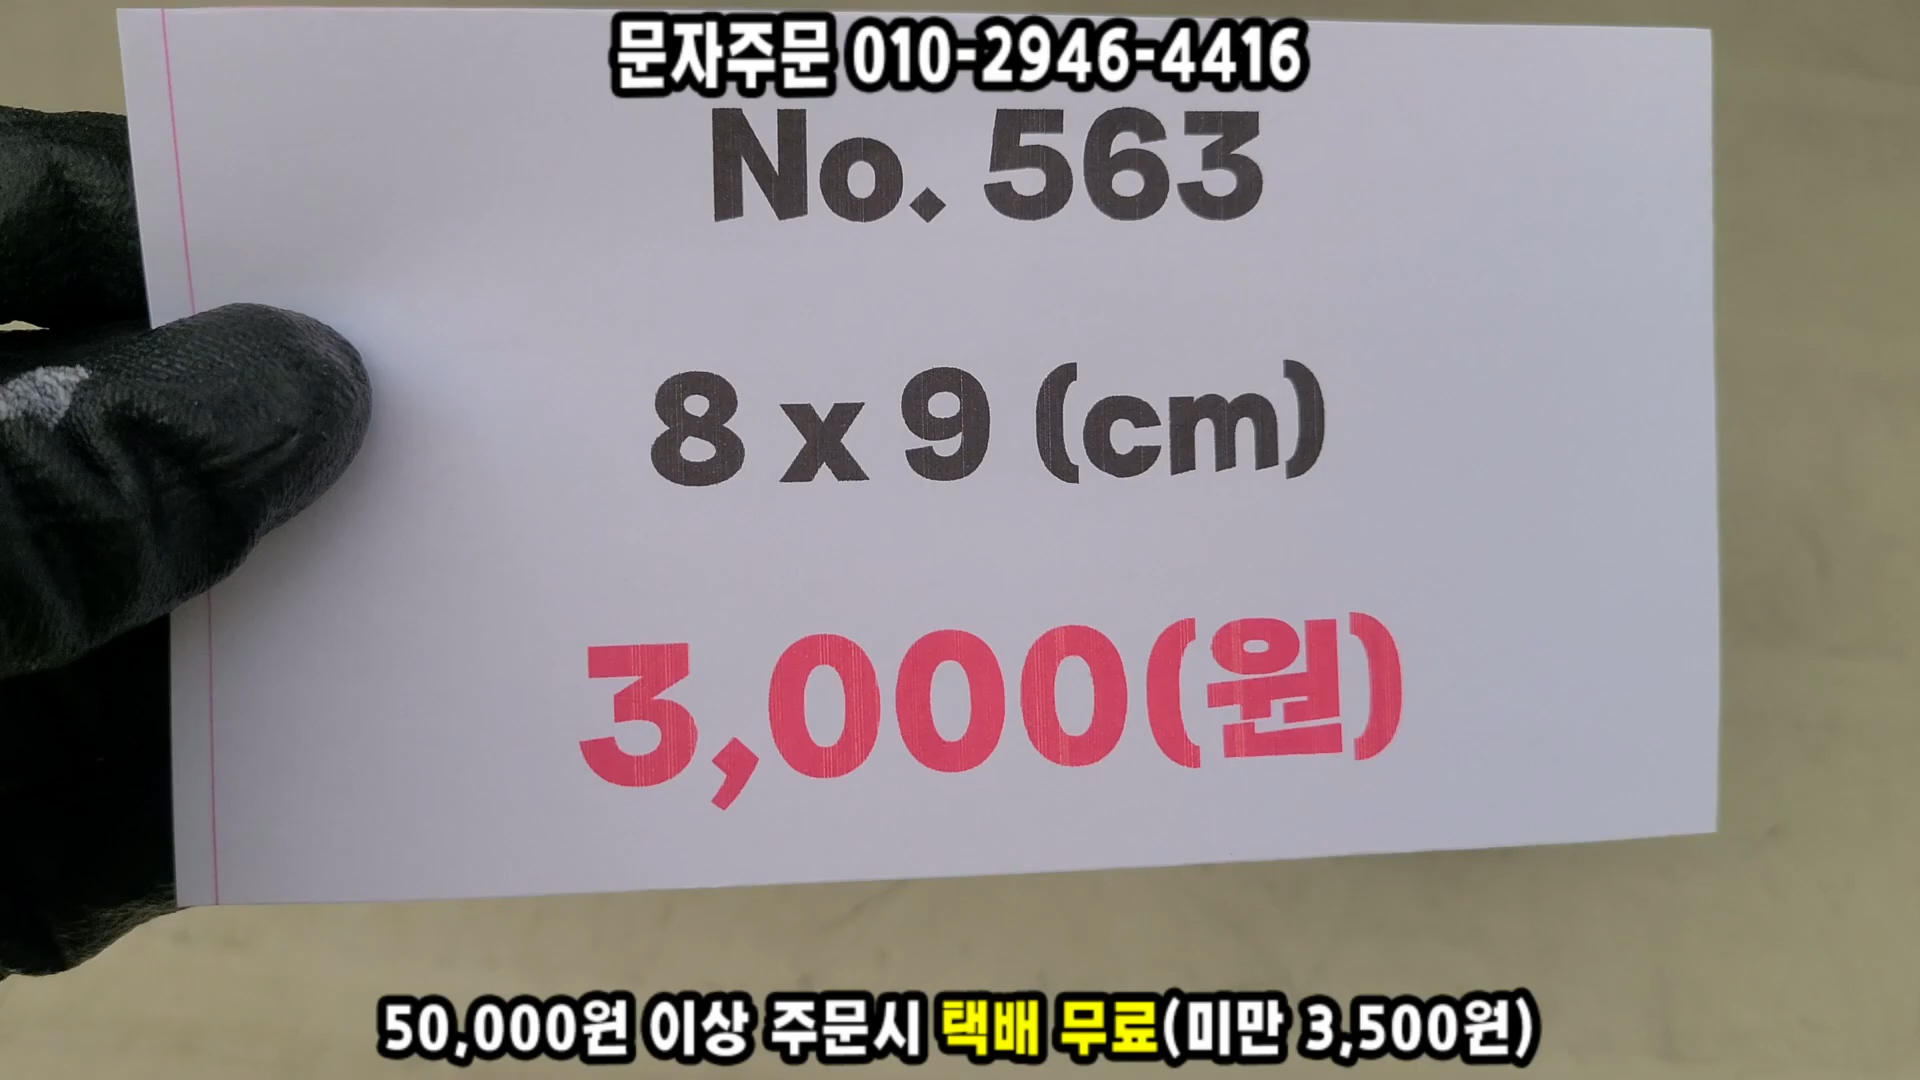 문자주문 010-2946-4416
No. 563
8 x 9 (cm)
3,000(원)
50,000원 이상 주문시 택배 무료(미만 3,500원)